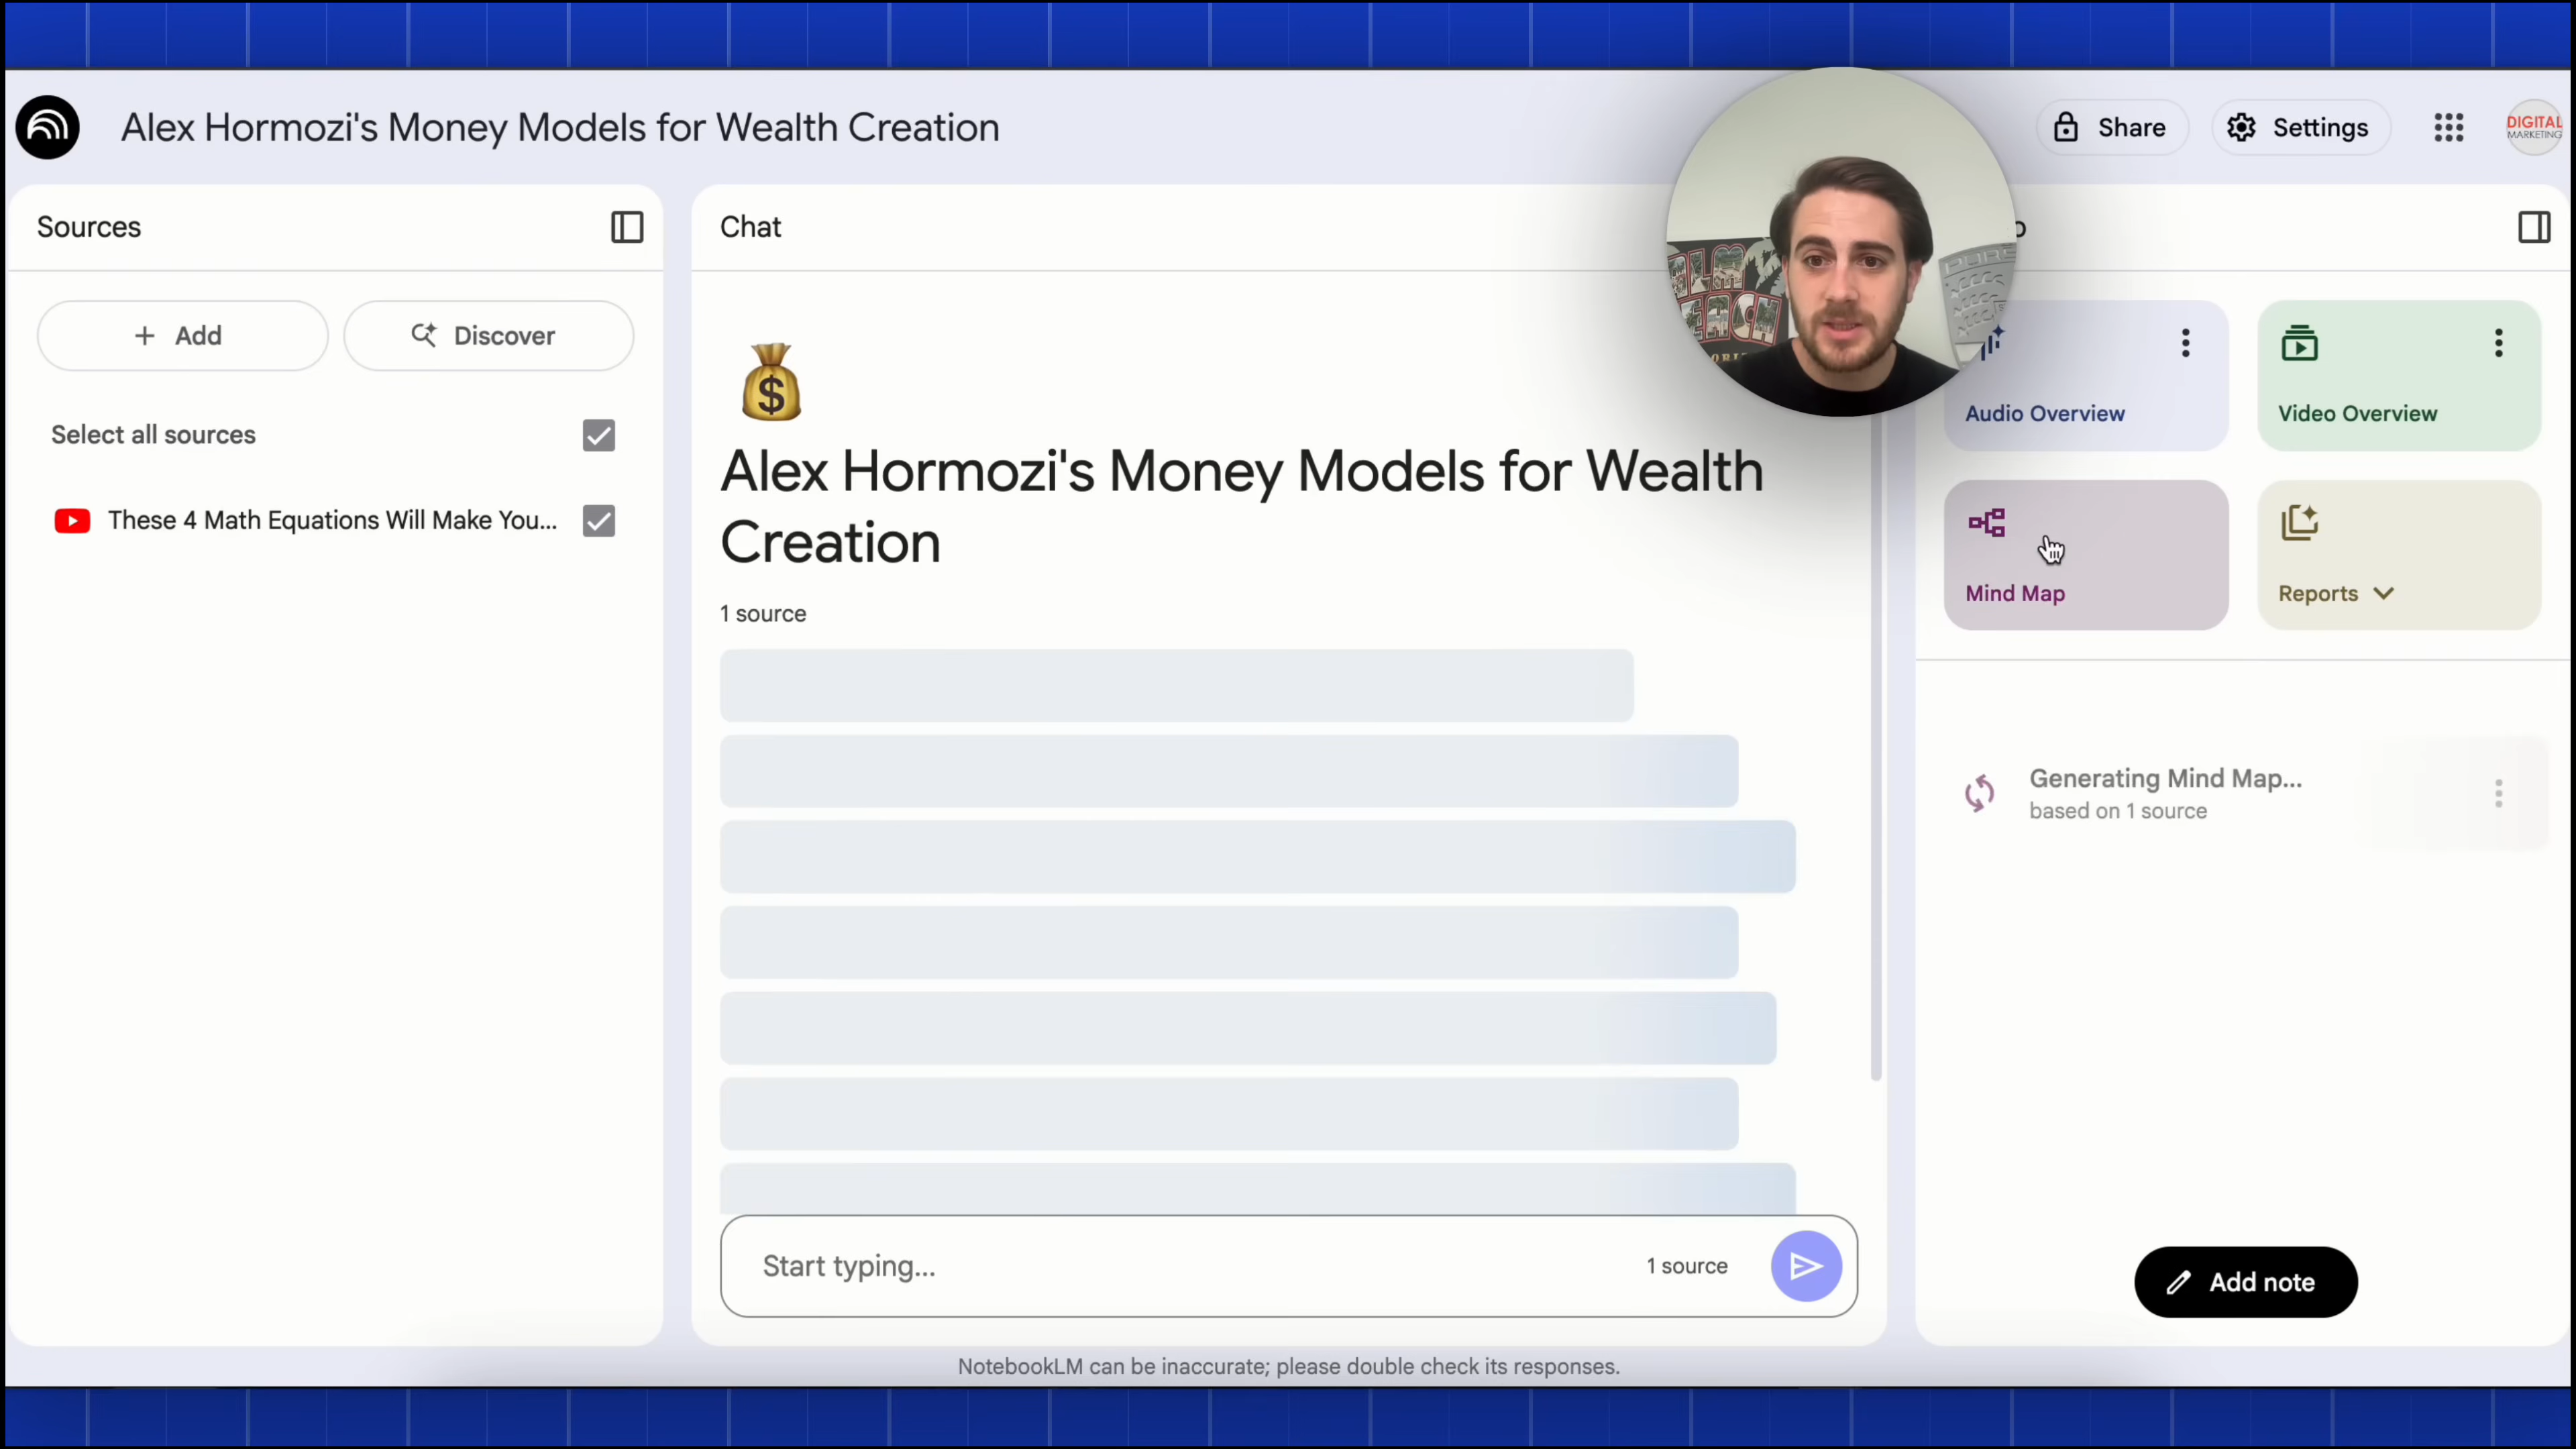 Alex Hormozi's Money Models for Wealth Creation
Share
Settings
DIGITAL
MARKETING
Sources
Add
Discover
Select all sources
These 4 Math Equations Will Make You...
Chat
Alex Hormozi's Money Models for Wealth
Creation
1 source
Start typing...
1 source
Audio Overview
Video Overview
Mind Map
Reports
Generating Mind Map...
based on 1 source
Add note
NotebookLM can be inaccurate; please double check its responses.